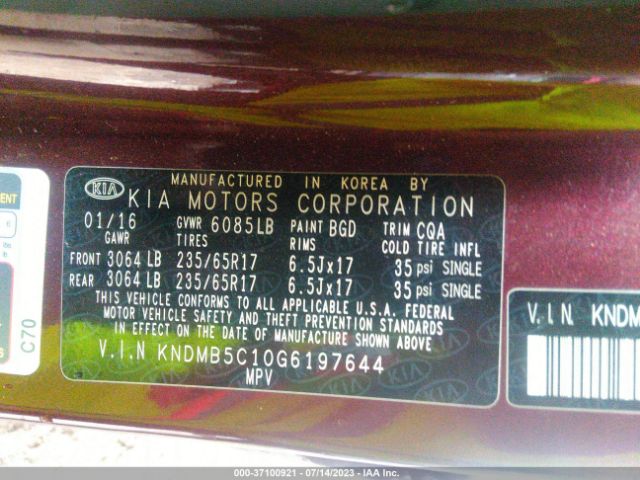 MANUFACTURED IN KOREA BY
KIA KIA MOTORS CORPORATION
01/16 GVWR 6085LB PAINT BGD TRIM CQA
GAWR TIRES RIMS COLD TIRE INFL
FRONT 3064 LB 235/65R17 6.5Jx17 35 psi SINGLE
REAR 3064 LB 235/65R17 6.5Jx17 35 psi SINGLE
THIS VEHICLE CONFORMS TO ALL APPLICABLE U.S.A. FEDERAL
MOTOR VEHICLE SAFETY AND THEFT PREVENTION STANDARDS
IN EFFECT ON THE DATE OF MANUFACTURE SHOWN ABOVE
V.I.N KNDMB5C10G6197644
MPV
C70
V.I.N. KNDM
000-37100921 - 07/14/2023 - IAA Inc.